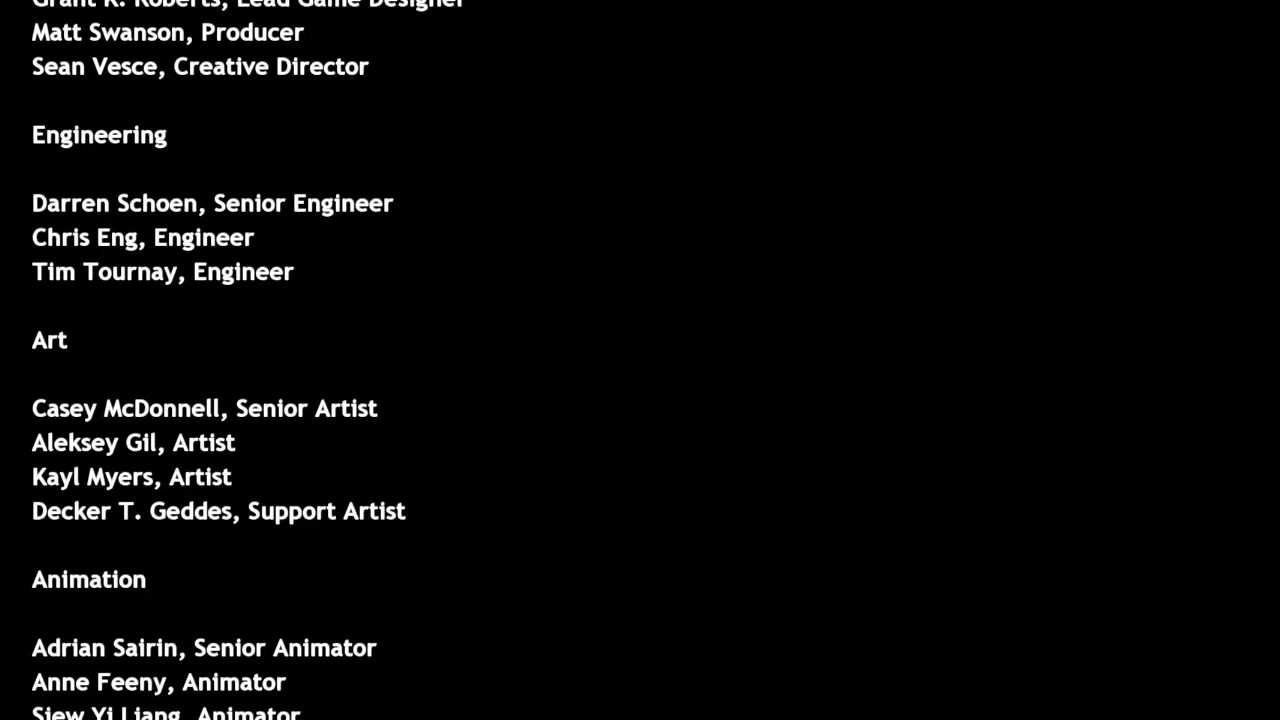 Grant R. Roberts, Lead Game Designer
Matt Swanson, Producer
Sean Vesce, Creative Director
Engineering
Darren Schoen, Senior Engineer
Chris Eng, Engineer
Tim Tournay, Engineer
Art
Casey McDonnell, Senior Artist
Aleksey Gil, Artist
Kayl Myers, Artist
Decker T. Geddes, Support Artist
Animation
Adrian Sairin, Senior Animator
Anne Feeny, Animator
Siew Yi Liang, Animator